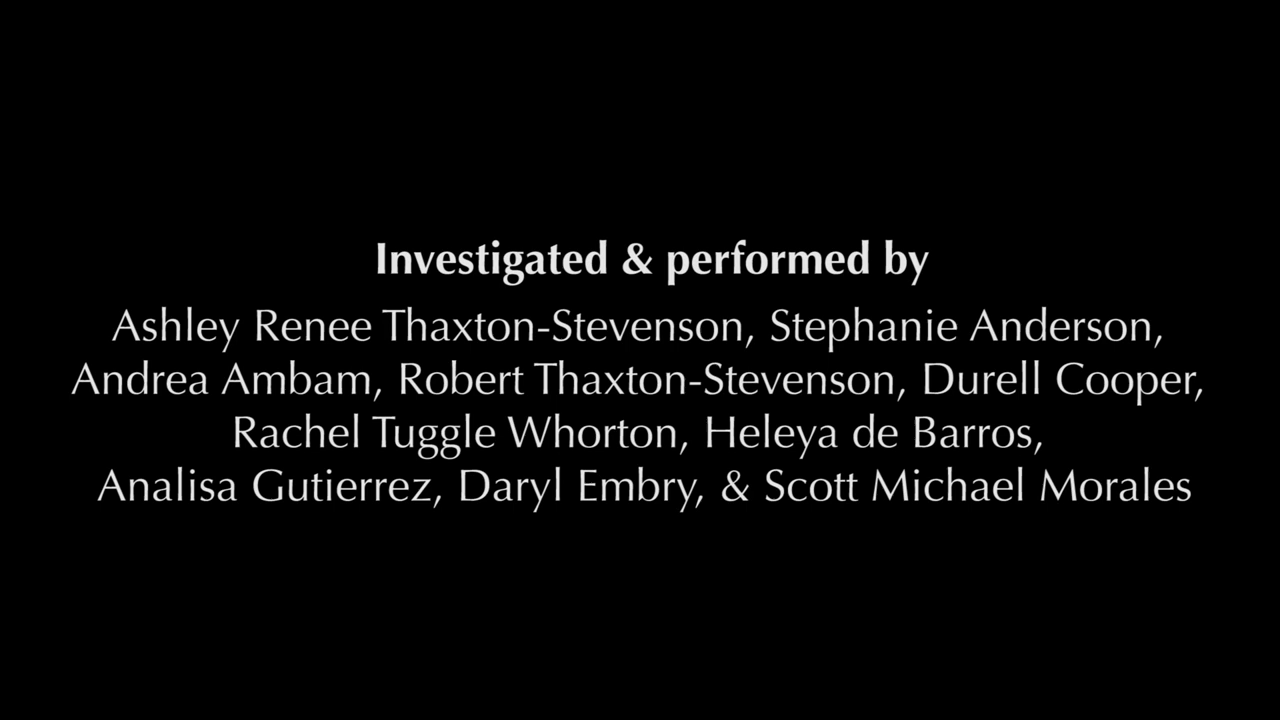 Investigated & performed by
Ashley Renee Thaxton-Stevenson, Stephanie Anderson,
Andrea Ambam, Robert Thaxton-Stevenson, Durell Cooper,
Rachel Tuggle Whorton, Heleya de Barros,
Analisa Gutierrez, Daryl Embry, & Scott Michael Morales